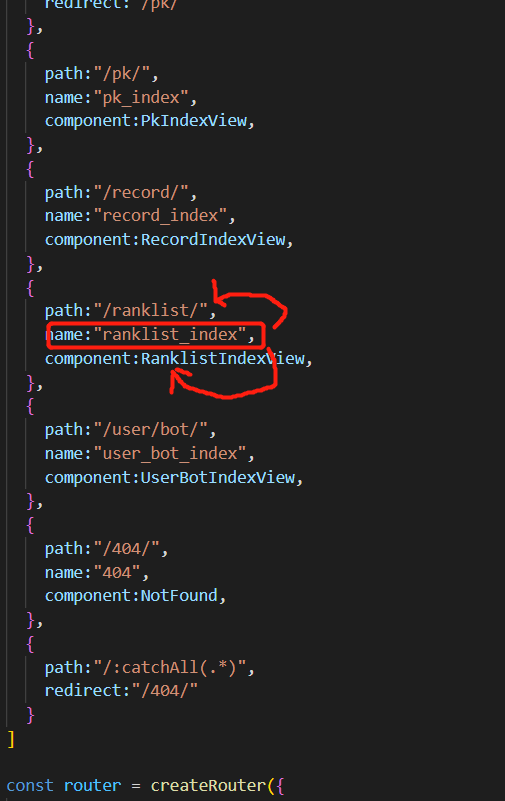 redirect: "/pk/"
},
{
path:"/pk/",
name:"pk_index",
component:PkIndexView,
},
{
path:"/record/",
name:"record_index",
component:RecordIndexView,
},
{
path:"/ranklist/",
name:"ranklist_index",
component:RanklistIndexView,
},
{
path:"/user/bot/",
name:"user_bot_index",
component:UserBotIndexView,
},
{
path:"/404/",
name:"404",
component:NotFound,
},
{
path:"/:catchAll(.*)",
redirect:"/404/"
}
]
const router = createRouter({